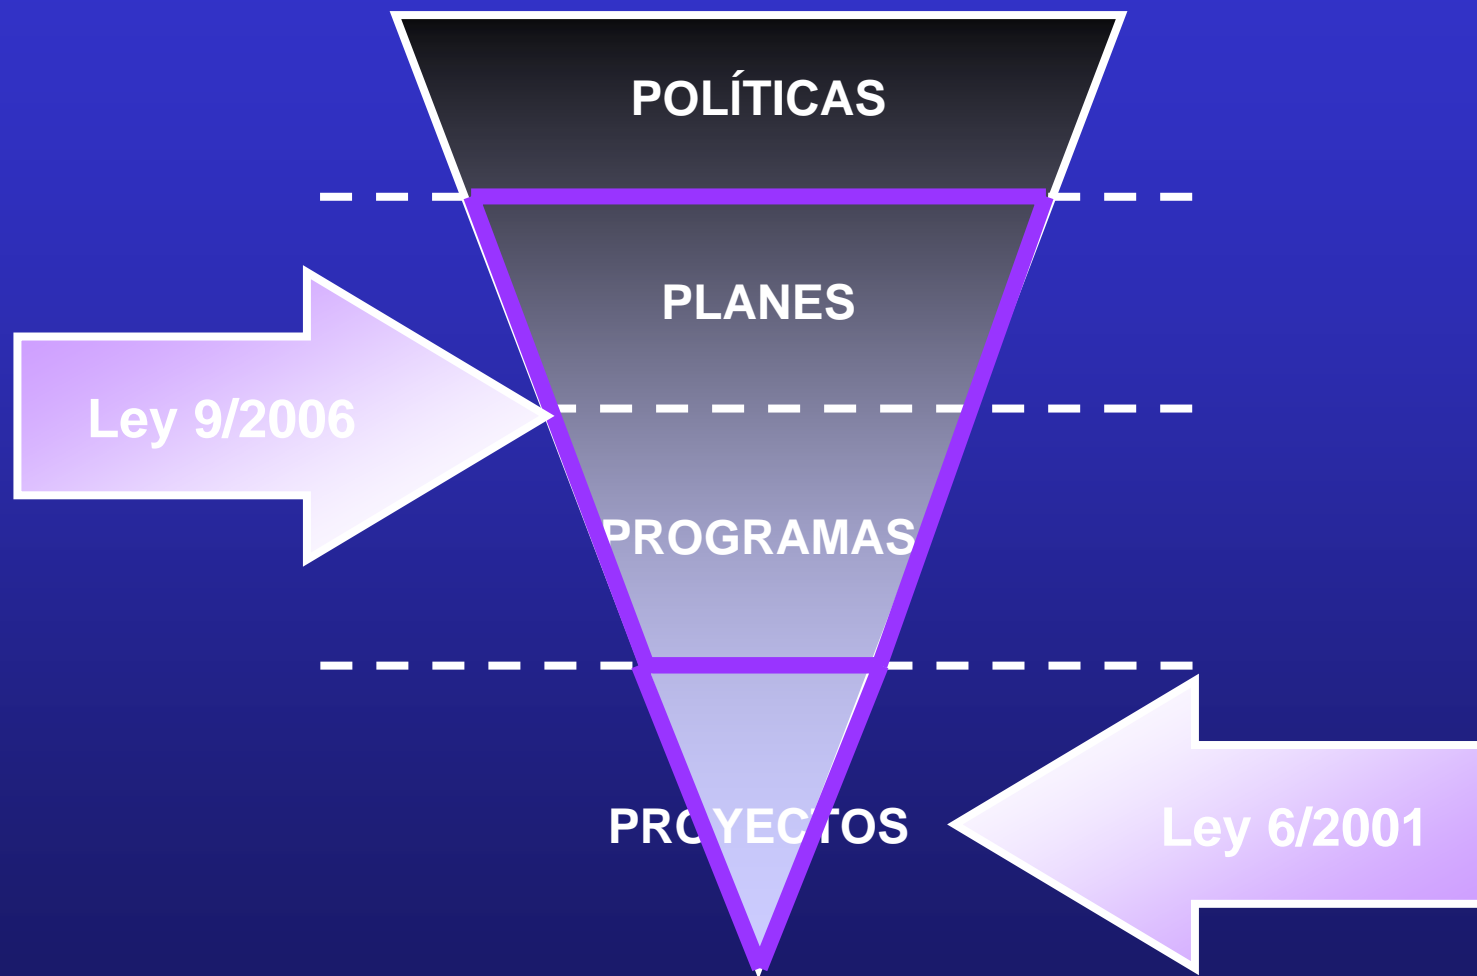 POLÍTICAS
PLANES
Ley 9/2006
PROGRAMAS
PROYECTOS
Ley 6/2001